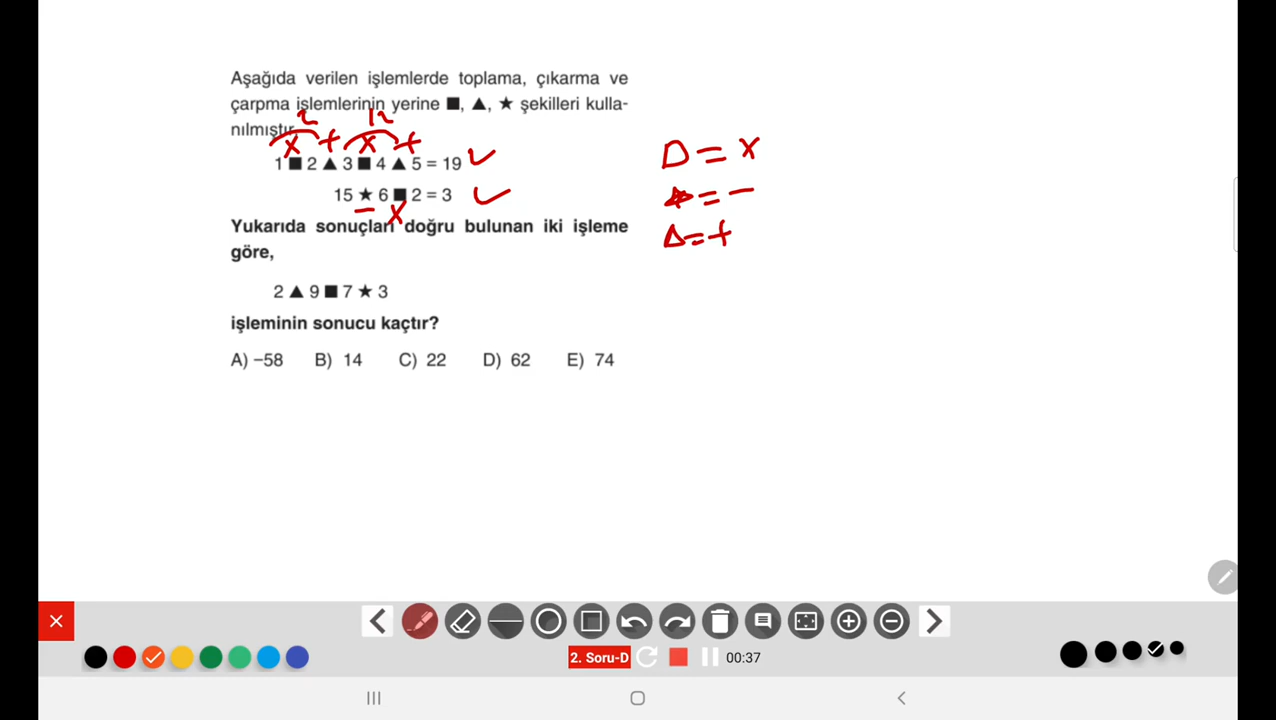 Aşağıda verilen işlemlerde toplama, çıkarma ve
çarpma işlemlerinin yerine ■, ▲, ★ şekilleri kulla-
nılmıştır.
2 12
x + x +
1 ■ 2 ▲ 3 ■ 4 ▲ 5 = 19
15 ★ 6 ■ 2 = 3
− x
Yukarıda sonuçları doğru bulunan iki işleme
göre,
2 ▲ 9 ■ 7 ★ 3
işleminin sonucu kaçtır?
A) −58 B) 14 C) 22 D) 62 E) 74
□ = x
★ = −
△ = +
2. Soru-D 00:37